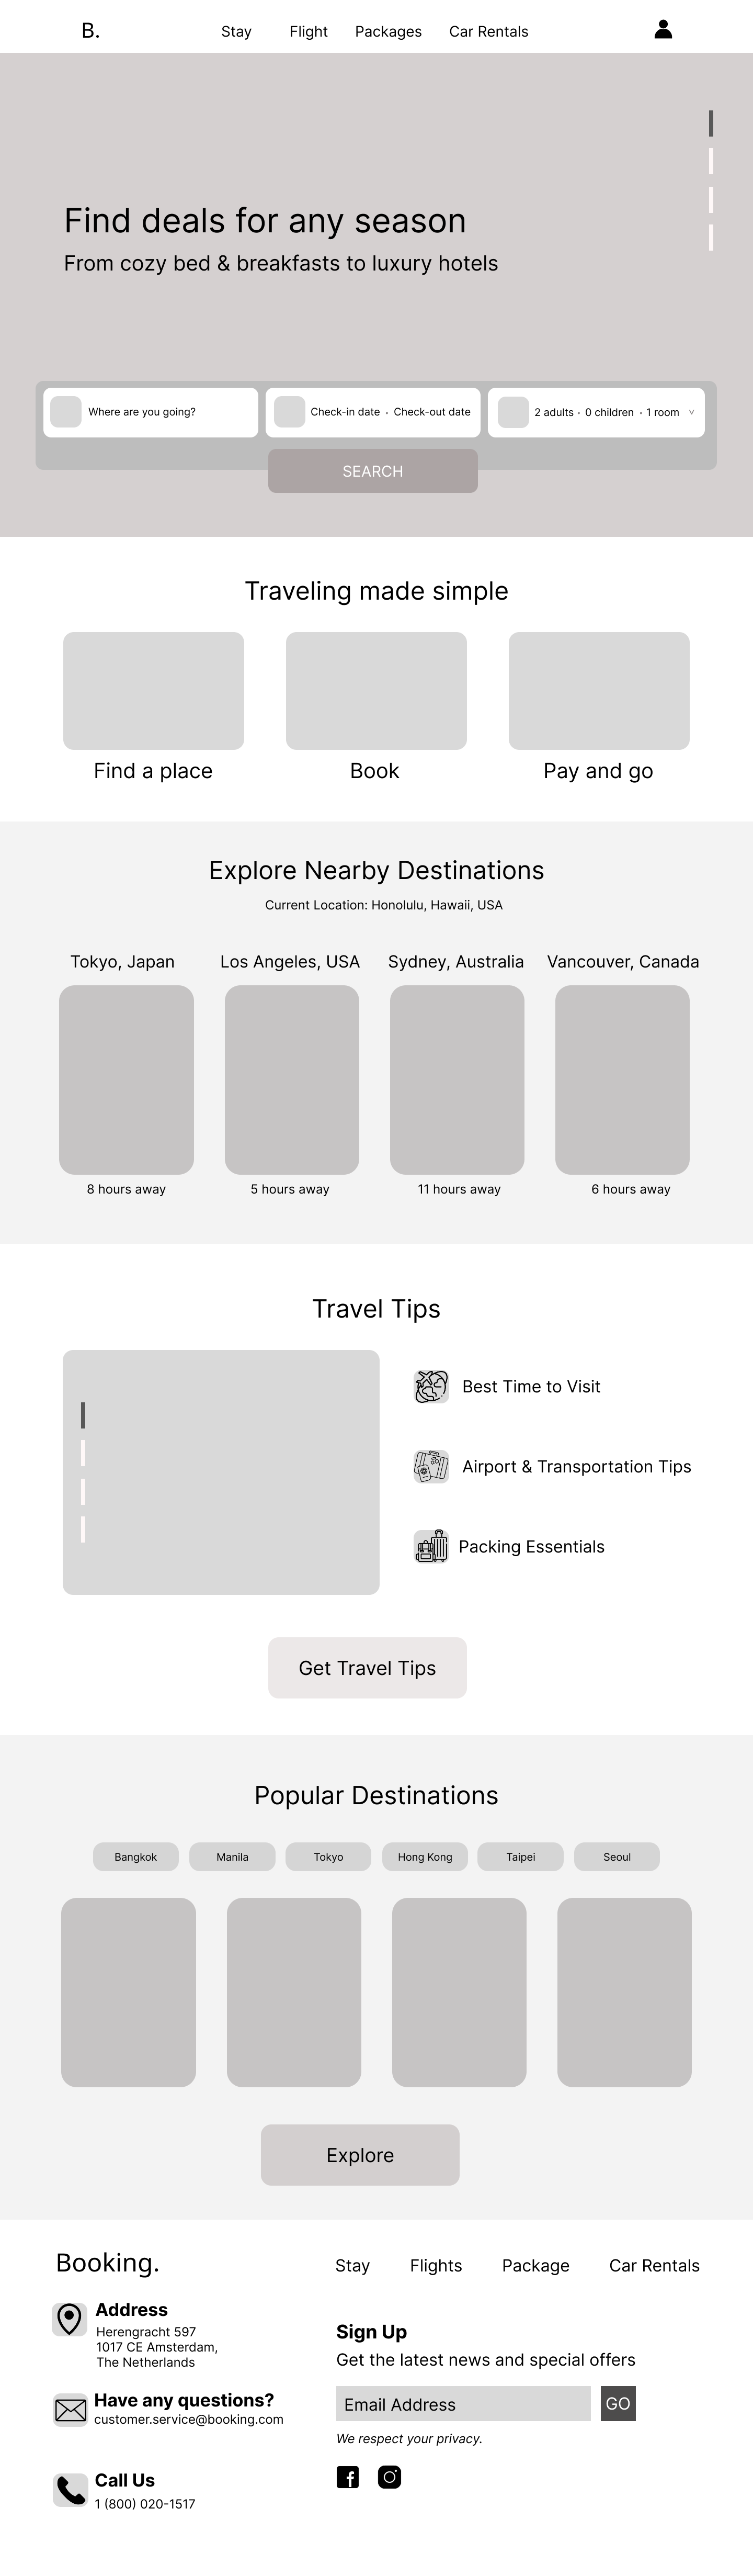 B.
Stay Flight Packages Car Rentals
Find deals for any season
From cozy bed & breakfasts to luxury hotels
Where are you going?
Check-in date · Check-out date
2 adults · 0 children · 1 room v
SEARCH
Traveling made simple
Find a place
Book
Pay and go
Explore Nearby Destinations
Current Location: Honolulu, Hawaii, USA
Tokyo, Japan
Los Angeles, USA
Sydney, Australia
Vancouver, Canada
8 hours away
5 hours away
11 hours away
6 hours away
Travel Tips
Best Time to Visit
Airport & Transportation Tips
Packing Essentials
Get Travel Tips
Popular Destinations
Bangkok
Manila
Tokyo
Hong Kong
Taipei
Seoul
Explore
Booking.
Stay Flights Package Car Rentals
Address
Herengracht 597
1017 CE Amsterdam,
The Netherlands
Have any questions?
customer.service@booking.com
Call Us
1 (800) 020-1517
Sign Up
Get the latest news and special offers
Email Address
GO
We respect your privacy.